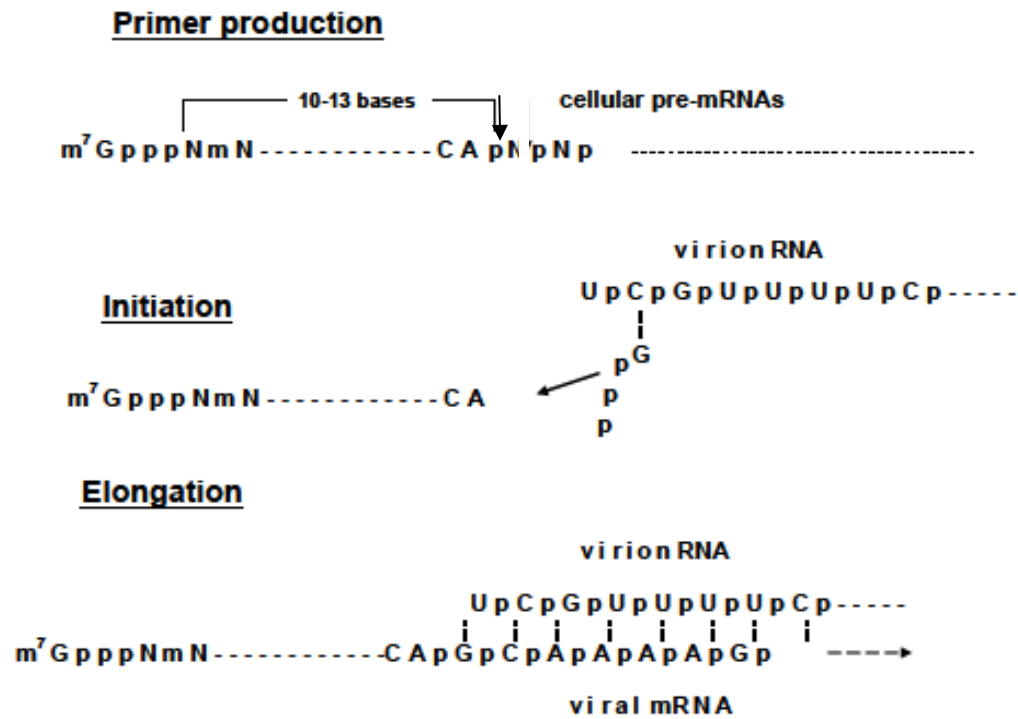 Primer production
10-13 bases cellular pre-mRNAs
m⁷GpppNmN------------CApNpNp --------------------
virion RNA
UpCpGpUpUpUpUpCp-----
Initiation
pG
m⁷GpppNmN------------CA
p
p
Elongation
virion RNA
UpCpGpUpUpUpUpCp-----
m⁷GpppNmN------------CApGpCpApApApApGp
viral mRNA